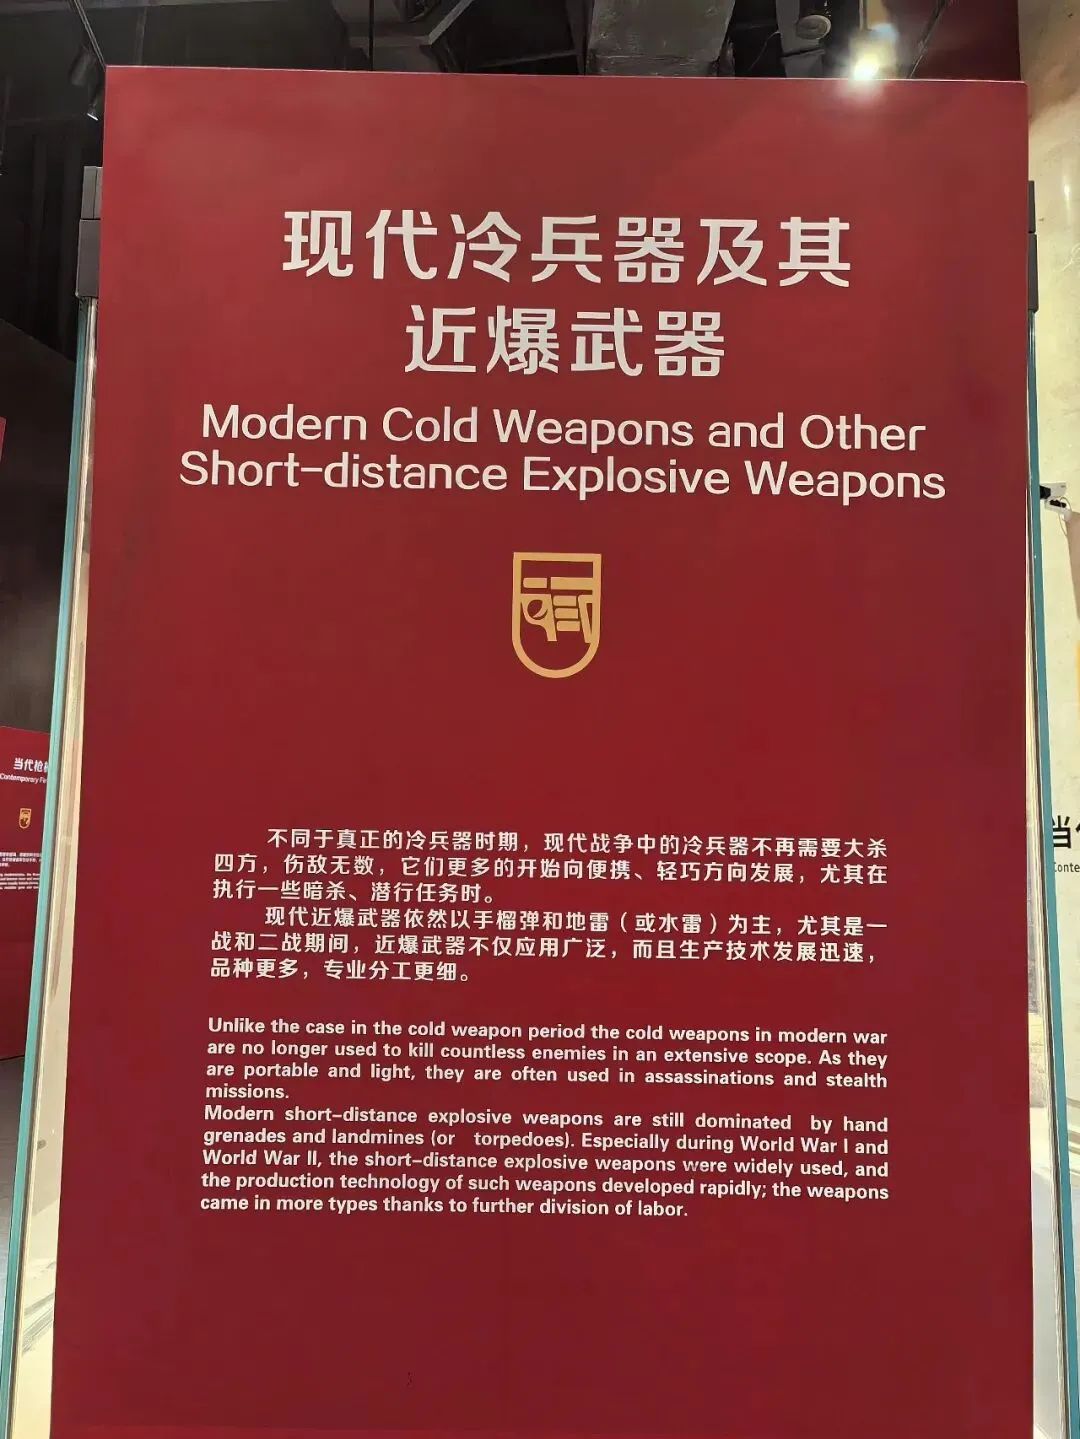 现代冷兵器及其
近爆武器
Modern Cold Weapons and Other
Short-distance Explosive Weapons
不同于真正的冷兵器时期，现代战争中的冷兵器不再需要大杀
四方，伤敌无数，它们更多的开始向便携、轻巧方向发展，尤其在
执行一些暗杀、潜行任务时。
现代近爆武器依然以手榴弹和地雷（或水雷）为主，尤其是一
战和二战期间，近爆武器不仅应用广泛，而且生产技术发展迅速，
品种更多，专业分工更细。
Unlike the case in the cold weapon period the cold weapons in modern war
are no longer used to kill countless enemies in an extensive scope. As they
are portable and light, they are often used in assassinations and stealth
missions.
Modern short-distance explosive weapons are still dominated by hand
grenades and landmines (or torpedoes). Especially during World War I and
World War II, the short-distance explosive weapons were widely used, and
the production technology of such weapons developed rapidly; the weapons
came in more types thanks to further division of labor.
当代枪
Contemporary
当
Conte